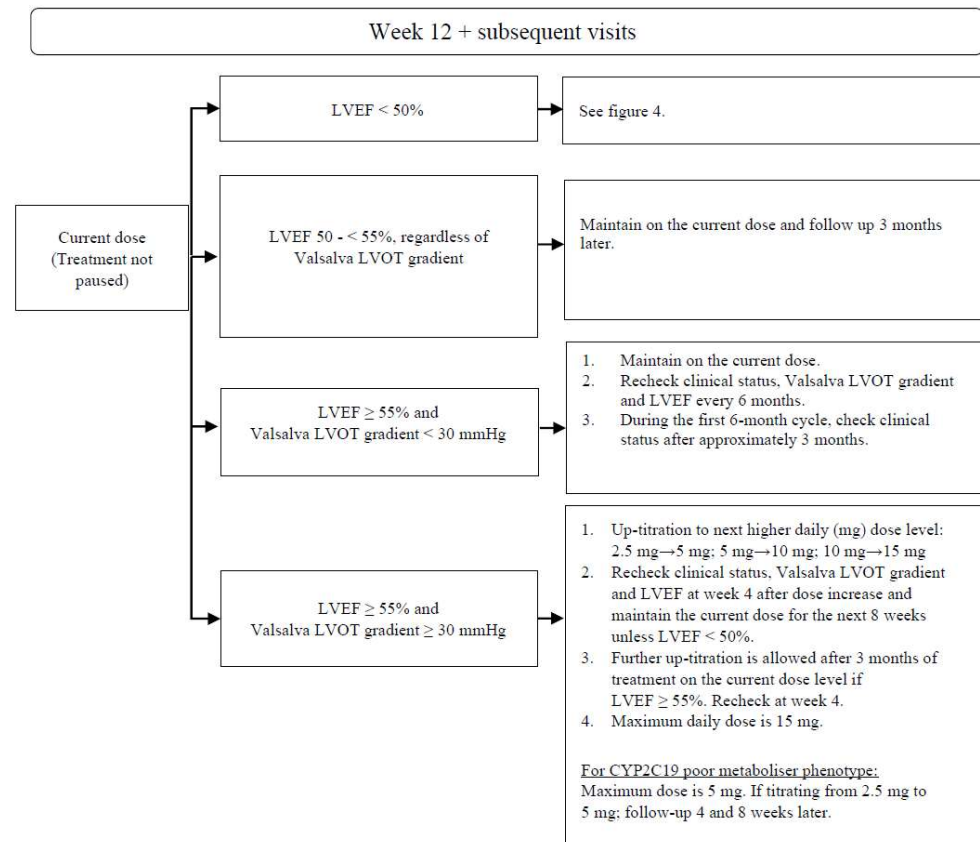 Week 12 + subsequent visits
LVEF < 50%
See figure 4.
Current dose
(Treatment not
paused)
LVEF 50 - < 55%, regardless of
Valsalva LVOT gradient
Maintain on the current dose and follow up 3 months
later.
LVEF ≥ 55% and
Valsalva LVOT gradient < 30 mmHg
1. Maintain on the current dose.
2. Recheck clinical status, Valsalva LVOT gradient
and LVEF every 6 months.
3. During the first 6-month cycle, check clinical
status after approximately 3 months.
LVEF ≥ 55% and
Valsalva LVOT gradient ≥ 30 mmHg
1. Up-titration to next higher daily (mg) dose level:
2.5 mg→5 mg; 5 mg→10 mg; 10 mg→15 mg
2. Recheck clinical status, Valsalva LVOT gradient
and LVEF at week 4 after dose increase and
maintain the current dose for the next 8 weeks
unless LVEF < 50%.
3. Further up-titration is allowed after 3 months of
treatment on the current dose level if
LVEF ≥ 55%. Recheck at week 4.
4. Maximum daily dose is 15 mg.
For CYP2C19 poor metaboliser phenotype:
Maximum dose is 5 mg. If titrating from 2.5 mg to
5 mg; follow-up 4 and 8 weeks later.